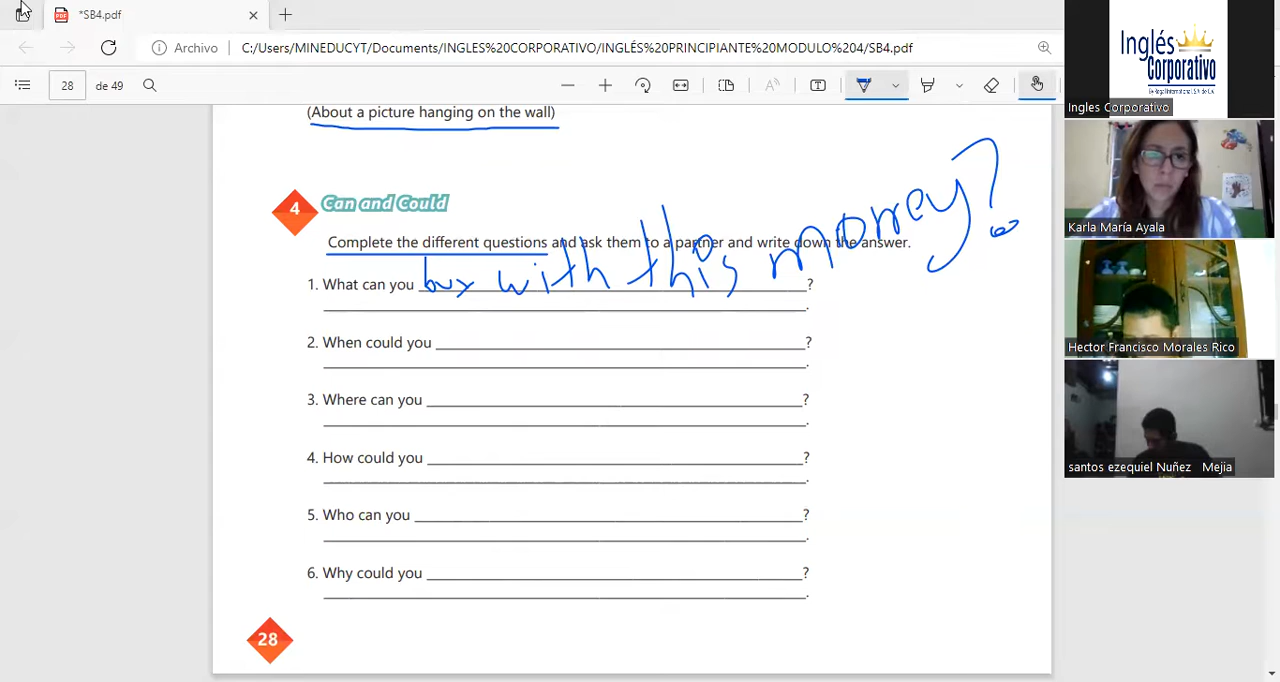 *SB4.pdf
Archivo
C:/Users/MINEDUCYT/Documents/INGLES%20CORPORATIVO/INGLÉS%20PRINCIPIANTE%20MODULO%204/SB4.pdf
28 de 49
(About a picture hanging on the wall)
4 Can and Could
Complete the different questions and ask them to a partner and write down the answer.
1. What can you buy with this money?
?
.
2. When could you ?
.
3. Where can you ?
.
4. How could you ?
.
5. Who can you ?
.
6. Why could you ?
.
28
Inglés
Corporativo
Ingles Corporativo
Karla María Ayala
Hector Francisco Morales Rico
santos ezequiel Nuñez Mejia